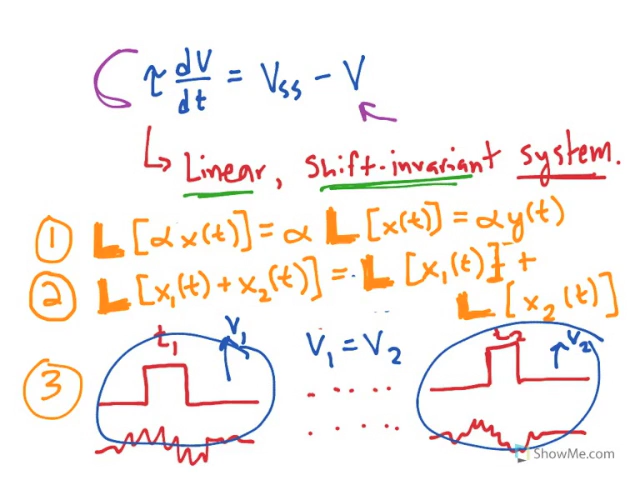 τ dV/dt = Vss − V
↳ Linear, Shift-invariant system.
① L[αx(t)] = α L[x(t)] = αy(t)
② L[x₁(t) + x₂(t)] = L[x₁(t)] +
L[x₂(t)]
③ t₁ V₁ V₁ = V₂ t₂ V₂
ShowMe.com